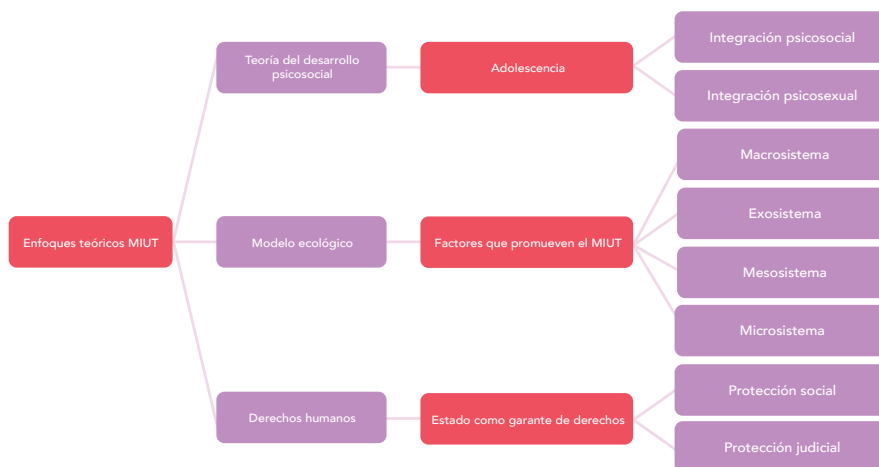 Enfoques teóricos MIUT
Teoría del desarrollo
psicosocial
Adolescencia
Integración psicosocial
Integración psicosexual
Modelo ecológico
Factores que promueven el MIUT
Macrosistema
Exosistema
Mesosistema
Microsistema
Derechos humanos
Estado como garante de derechos
Protección social
Protección judicial